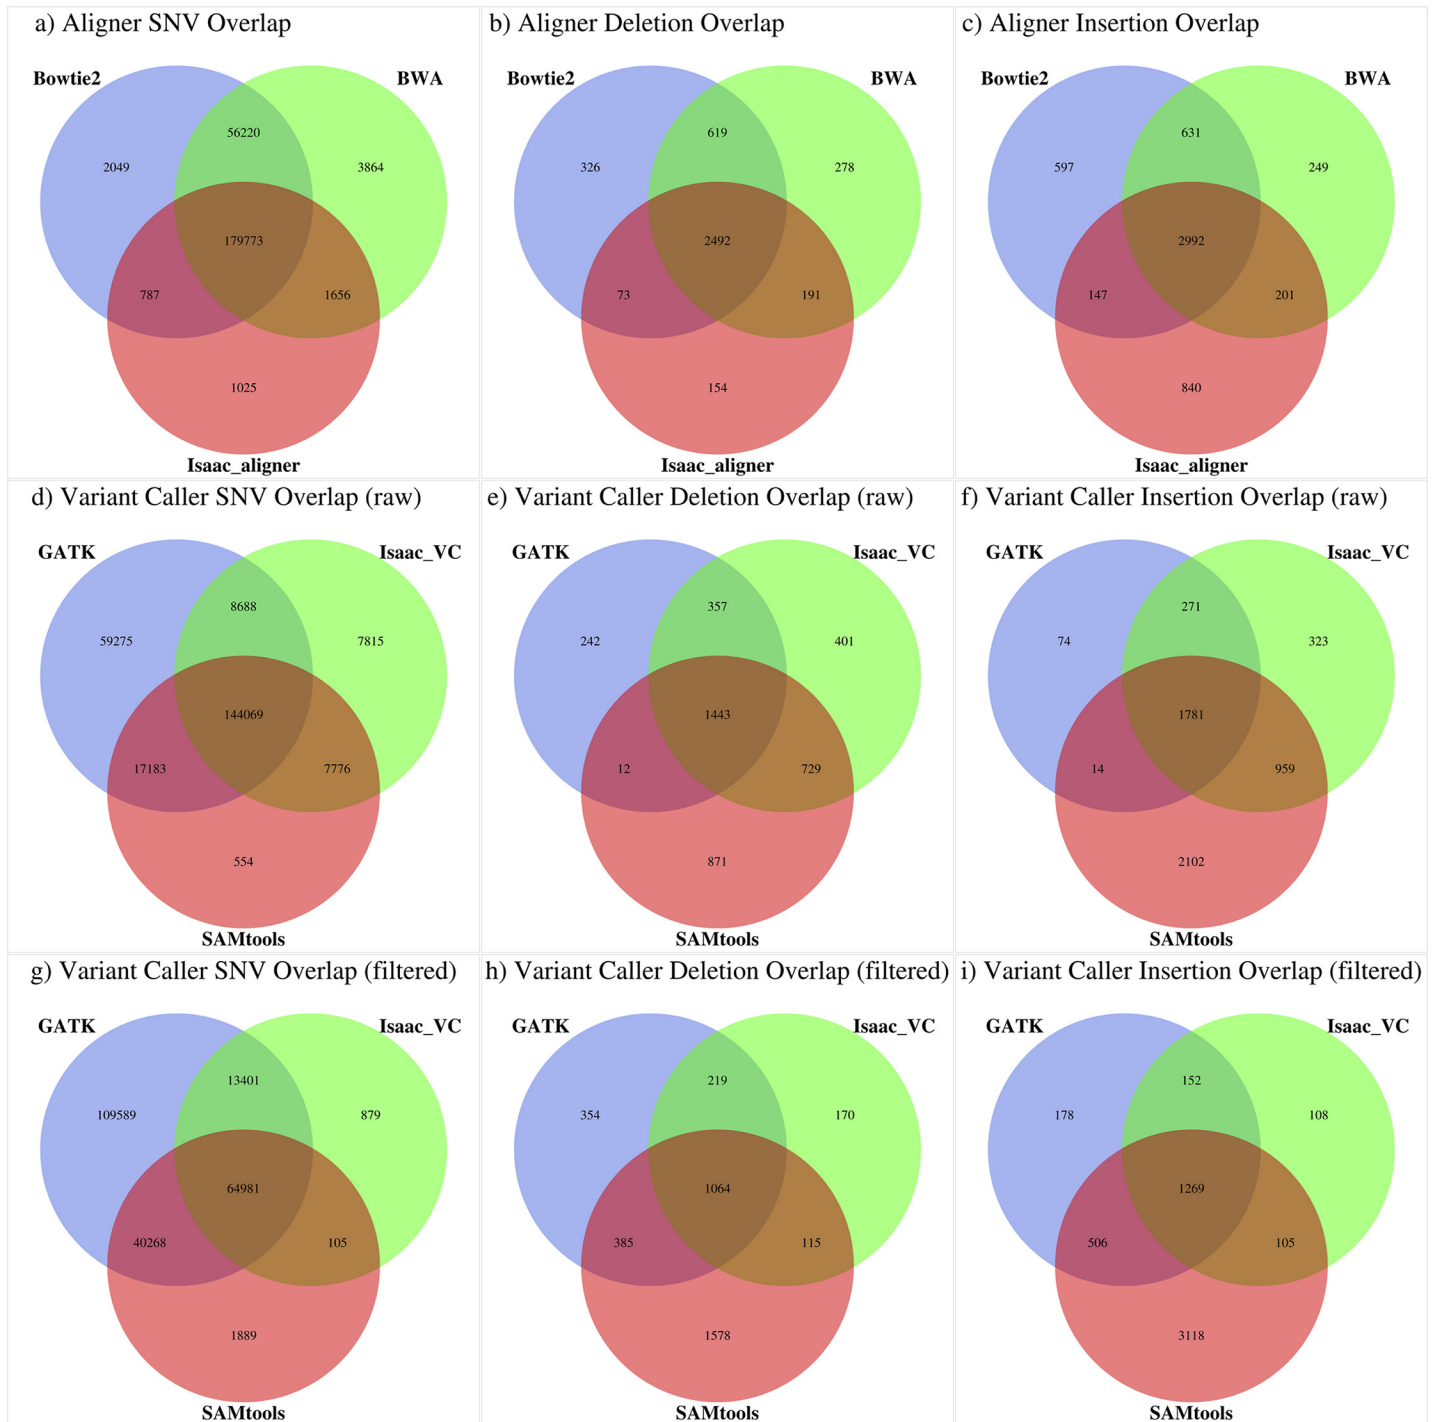 a) Aligner SNV Overlap
Bowtie2
BWA
56220
2049
3864
179773
787
1656
1025
Isaac_aligner
b) Aligner Deletion Overlap
Bowtie2
BWA
619
326
278
2492
73
191
154
Isaac_aligner
c) Aligner Insertion Overlap
Bowtie2
BWA
631
597
249
2992
147
201
840
Isaac_aligner
d) Variant Caller SNV Overlap (raw)
GATK
Isaac_VC
8688
59275
7815
144069
17183
7776
554
SAMtools
e) Variant Caller Deletion Overlap (raw)
GATK
Isaac_VC
357
242
401
1443
12
729
871
SAMtools
f) Variant Caller Insertion Overlap (raw)
GATK
Isaac_VC
271
74
323
1781
14
959
2102
SAMtools
g) Variant Caller SNV Overlap (filtered)
GATK
Isaac_VC
13401
109589
879
64981
40268
105
1889
SAMtools
h) Variant Caller Deletion Overlap (filtered)
GATK
Isaac_VC
219
354
170
1064
385
115
1578
SAMtools
i) Variant Caller Insertion Overlap (filtered)
GATK
Isaac_VC
152
178
108
1269
506
105
3118
SAMtools